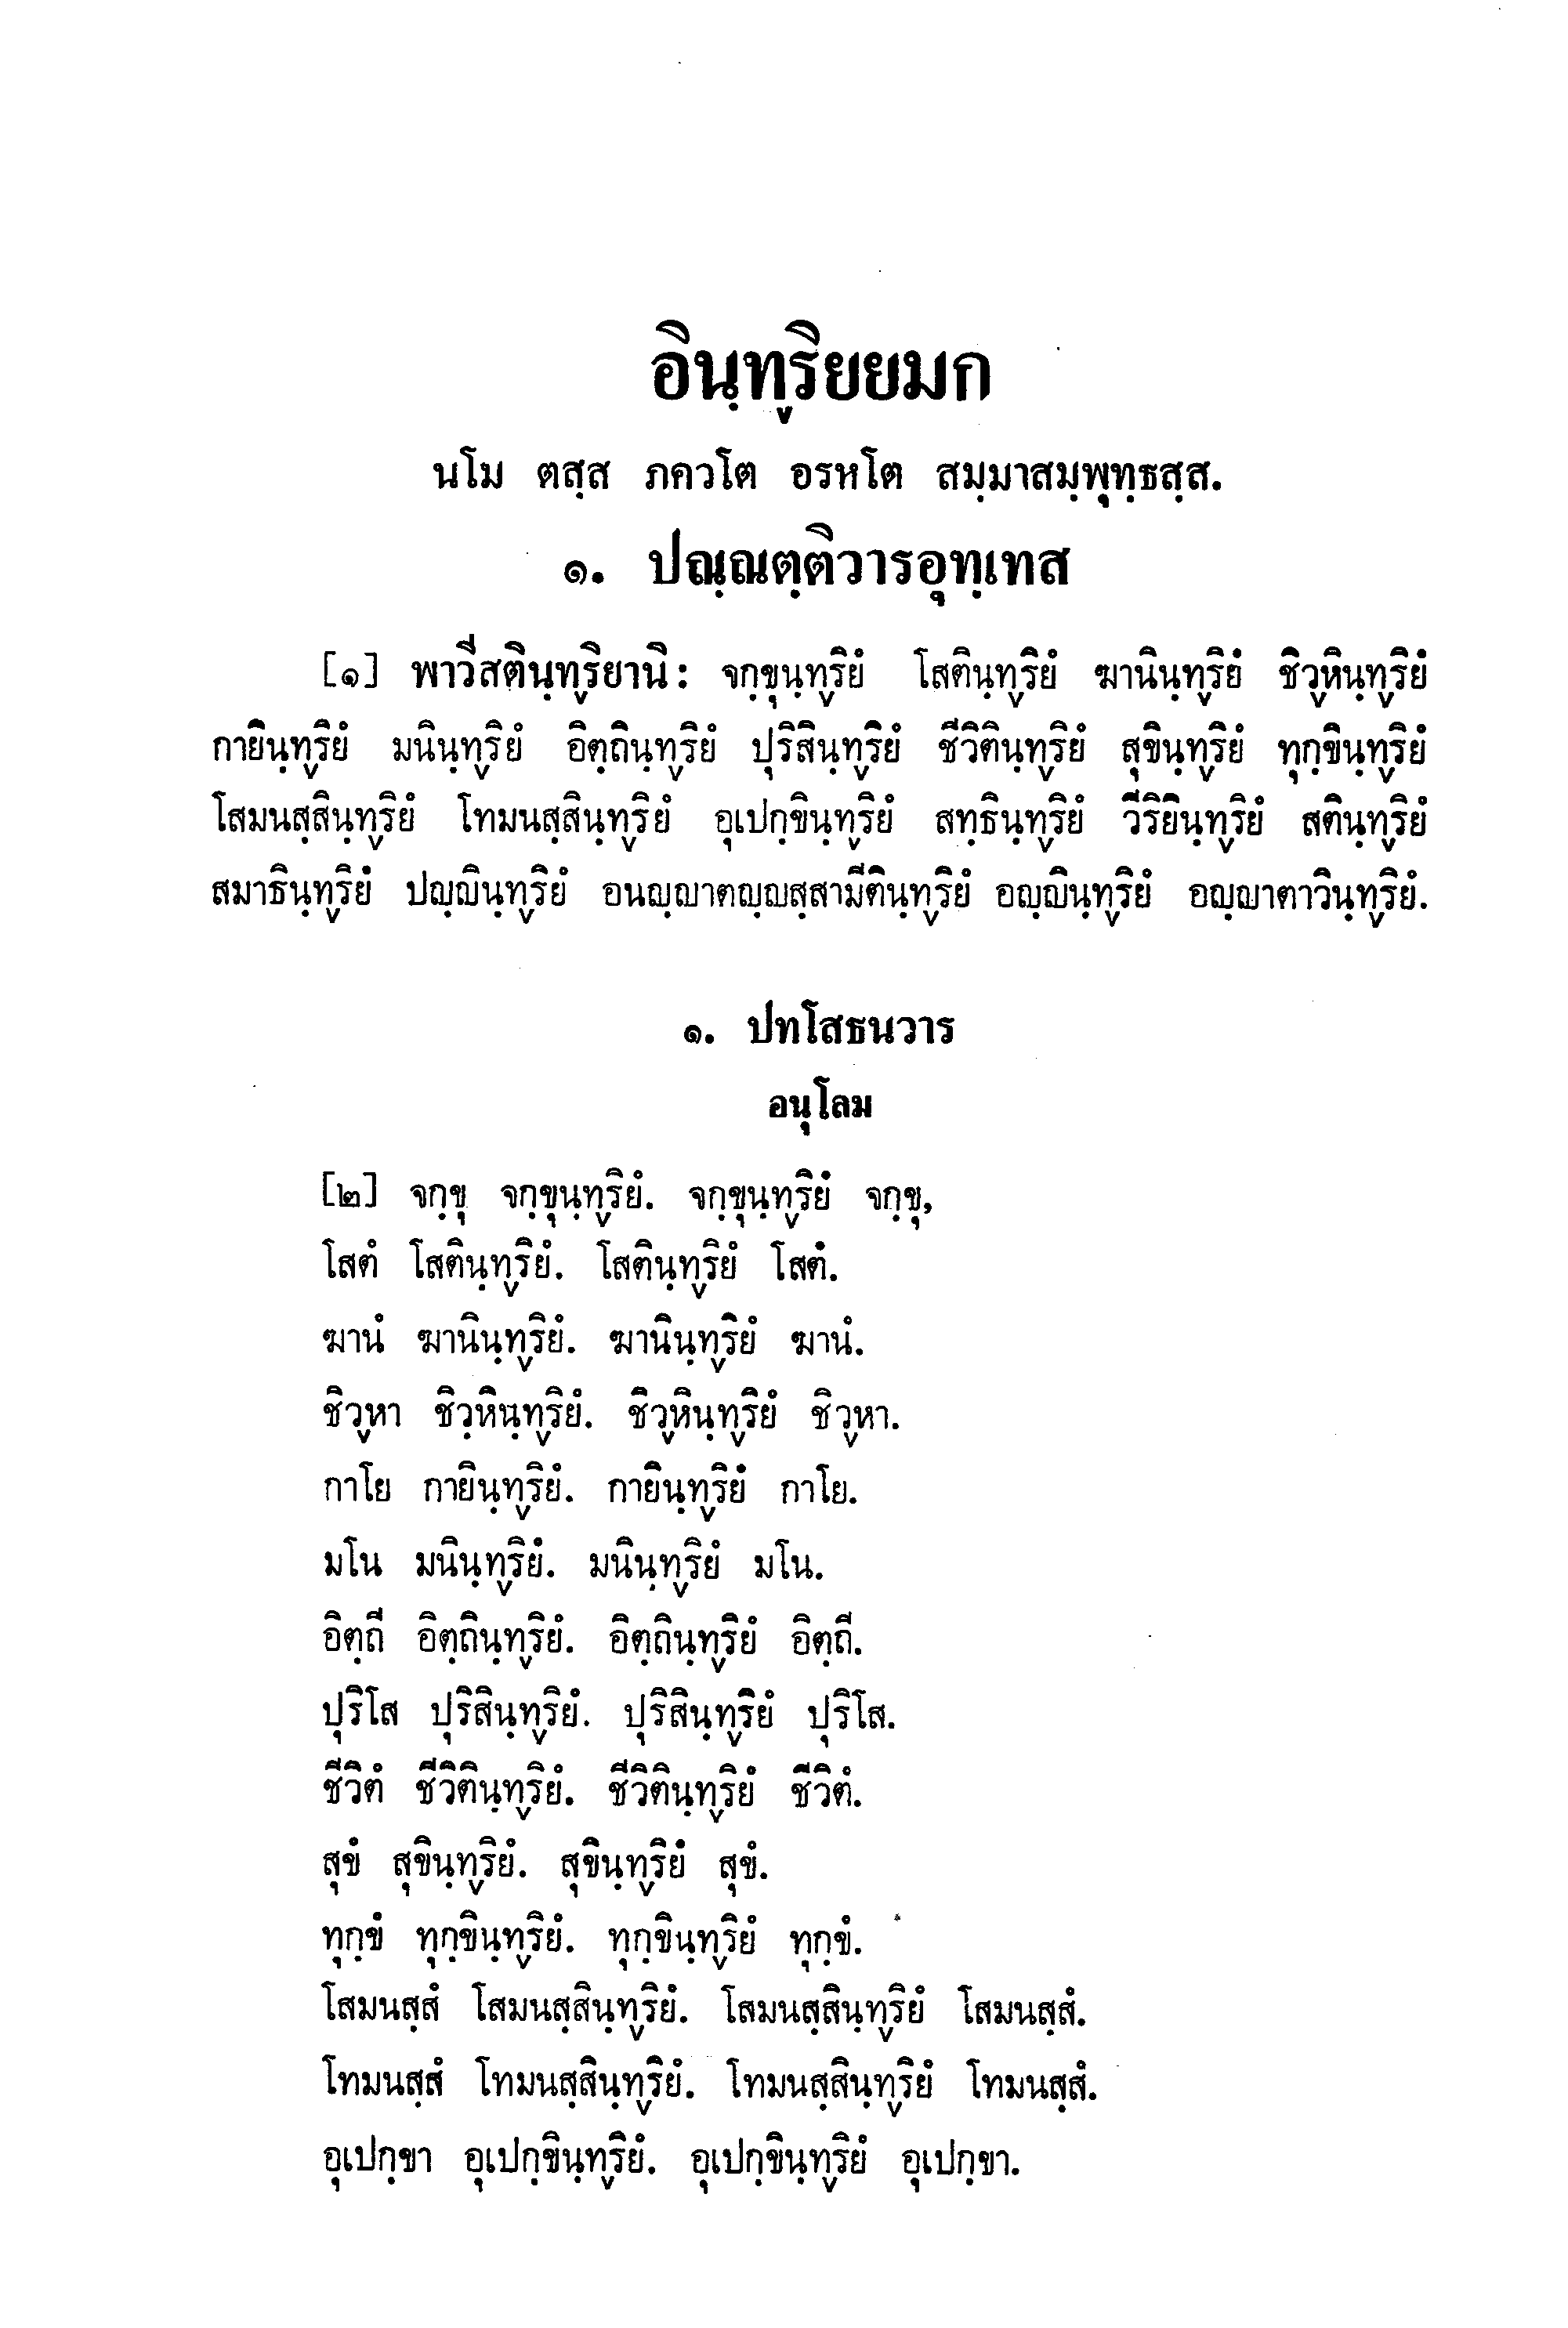 อินฺท๎ริยยมก
นโม ตสฺส ภควโต อรหโต สมฺมาสมฺพุทฺธสฺส.
๑. ปณฺณตฺติวารอุทฺเทส
[๑] พาวีสตินฺท๎ริยานิ: จกฺขุนฺท๎ริยํ โสตินฺท๎ริยํ ฆานินฺท๎ริยํ ชิว๎หินฺท๎ริยํ
กายินฺท๎ริยํ มนินฺท๎ริยํ อิตฺถินฺท๎ริยํ ปุริสินฺท๎ริยํ ชีวิตินฺท๎ริยํ สุขินฺท๎ริยํ ทุกฺขินฺท๎ริยํ
โสมนสฺสินฺท๎ริยํ โทมนสฺสินฺท๎ริยํ อุเปกฺขินฺท๎ริยํ สทฺธินฺท๎ริยํ วีริยินฺท๎ริยํ สตินฺท๎ริยํ
สมาธินฺท๎ริยํ ปญฺญินฺท๎ริยํ อนญฺญาตญฺญสฺสามีตินฺท๎ริยํ อญฺญินฺท๎ริยํ อญฺญาตาวินฺท๎ริยํ.
๑. ปทโสธนวาร
อนุโลม
[๒] จกฺขุ จกฺขุนฺท๎ริยํ. จกฺขุนฺท๎ริยํ จกฺขุ,
โสตํ โสตินฺท๎ริยํ. โสตินฺท๎ริยํ โสตํ.
ฆานํ ฆานินฺท๎ริยํ. ฆานินฺท๎ริยํ ฆานํ.
ชิว๎หา ชิวฺหินฺท๎ริยํ. ชิว๎หินฺท๎ริยํ ชิว๎หา.
กาโย กายินฺท๎ริยํ. กายินฺท๎ริยํ กาโย.
มโน มนินฺท๎ริยํ. มนินฺท๎ริยํ มโน.
อิตฺถี อิตฺถินฺท๎ริยํ. อิตฺถินฺท๎ริยํ อิตฺถี.
ปุริโส ปุริสินฺท๎ริยํ. ปุริสินฺท๎ริยํ ปุริโส.
ชีวิตํ ชีวิตินฺท๎ริยํ. ชีวิตินฺท๎ริยํ ชีวิตํ.
สุขํ สุขินฺท๎ริยํ. สุขินฺท๎ริยํ สุขํ.
ทุกฺขํ ทุกฺขินฺท๎ริยํ. ทุกฺขินฺท๎ริยํ ทุกฺขํ.
โสมนสฺสํ โสมนสฺสินฺท๎ริยํ. โสมนสฺสินฺท๎ริยํ โสมนสฺสํ.
โทมนสฺสํ โทมนสฺสินฺท๎ริยํ. โทมนสฺสินฺท๎ริยํ โทมนสฺสํ.
อุเปกฺขา อุเปกฺขินฺท๎ริยํ. อุเปกฺขินฺท๎ริยํ อุเปกฺขา.